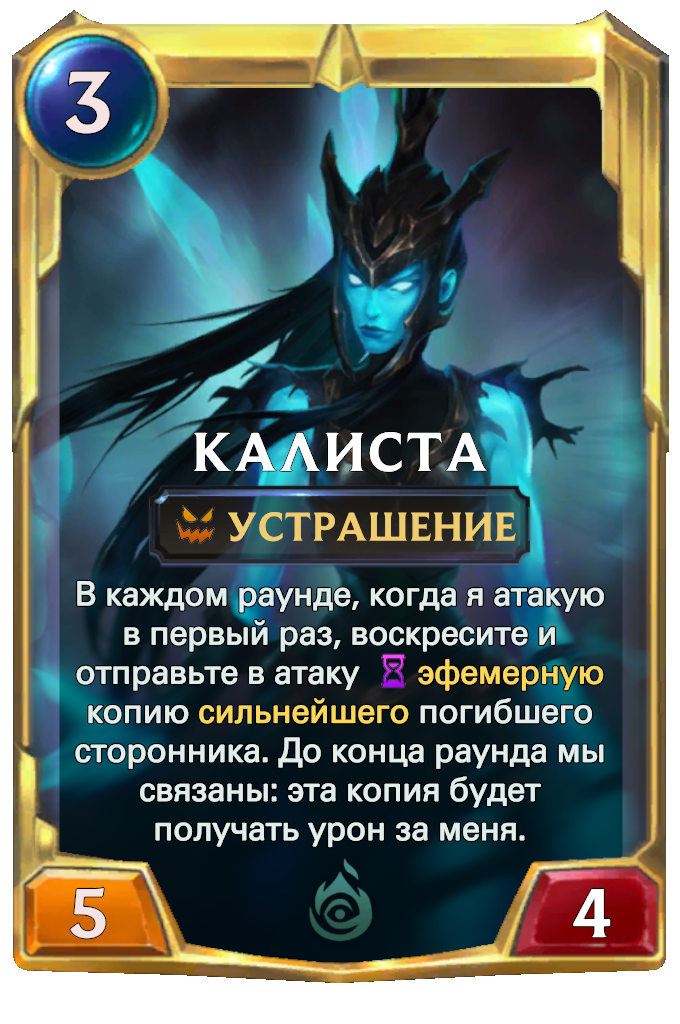 3
КАЛИСТА
УСТРАШЕНИЕ
В каждом раунде, когда я атакую
в первый раз, воскресите и
отправьте в атаку эфемерную
копию сильнейшего погибшего
сторонника. До конца раунда мы
связаны: эта копия будет
получать урон за меня.
5
4